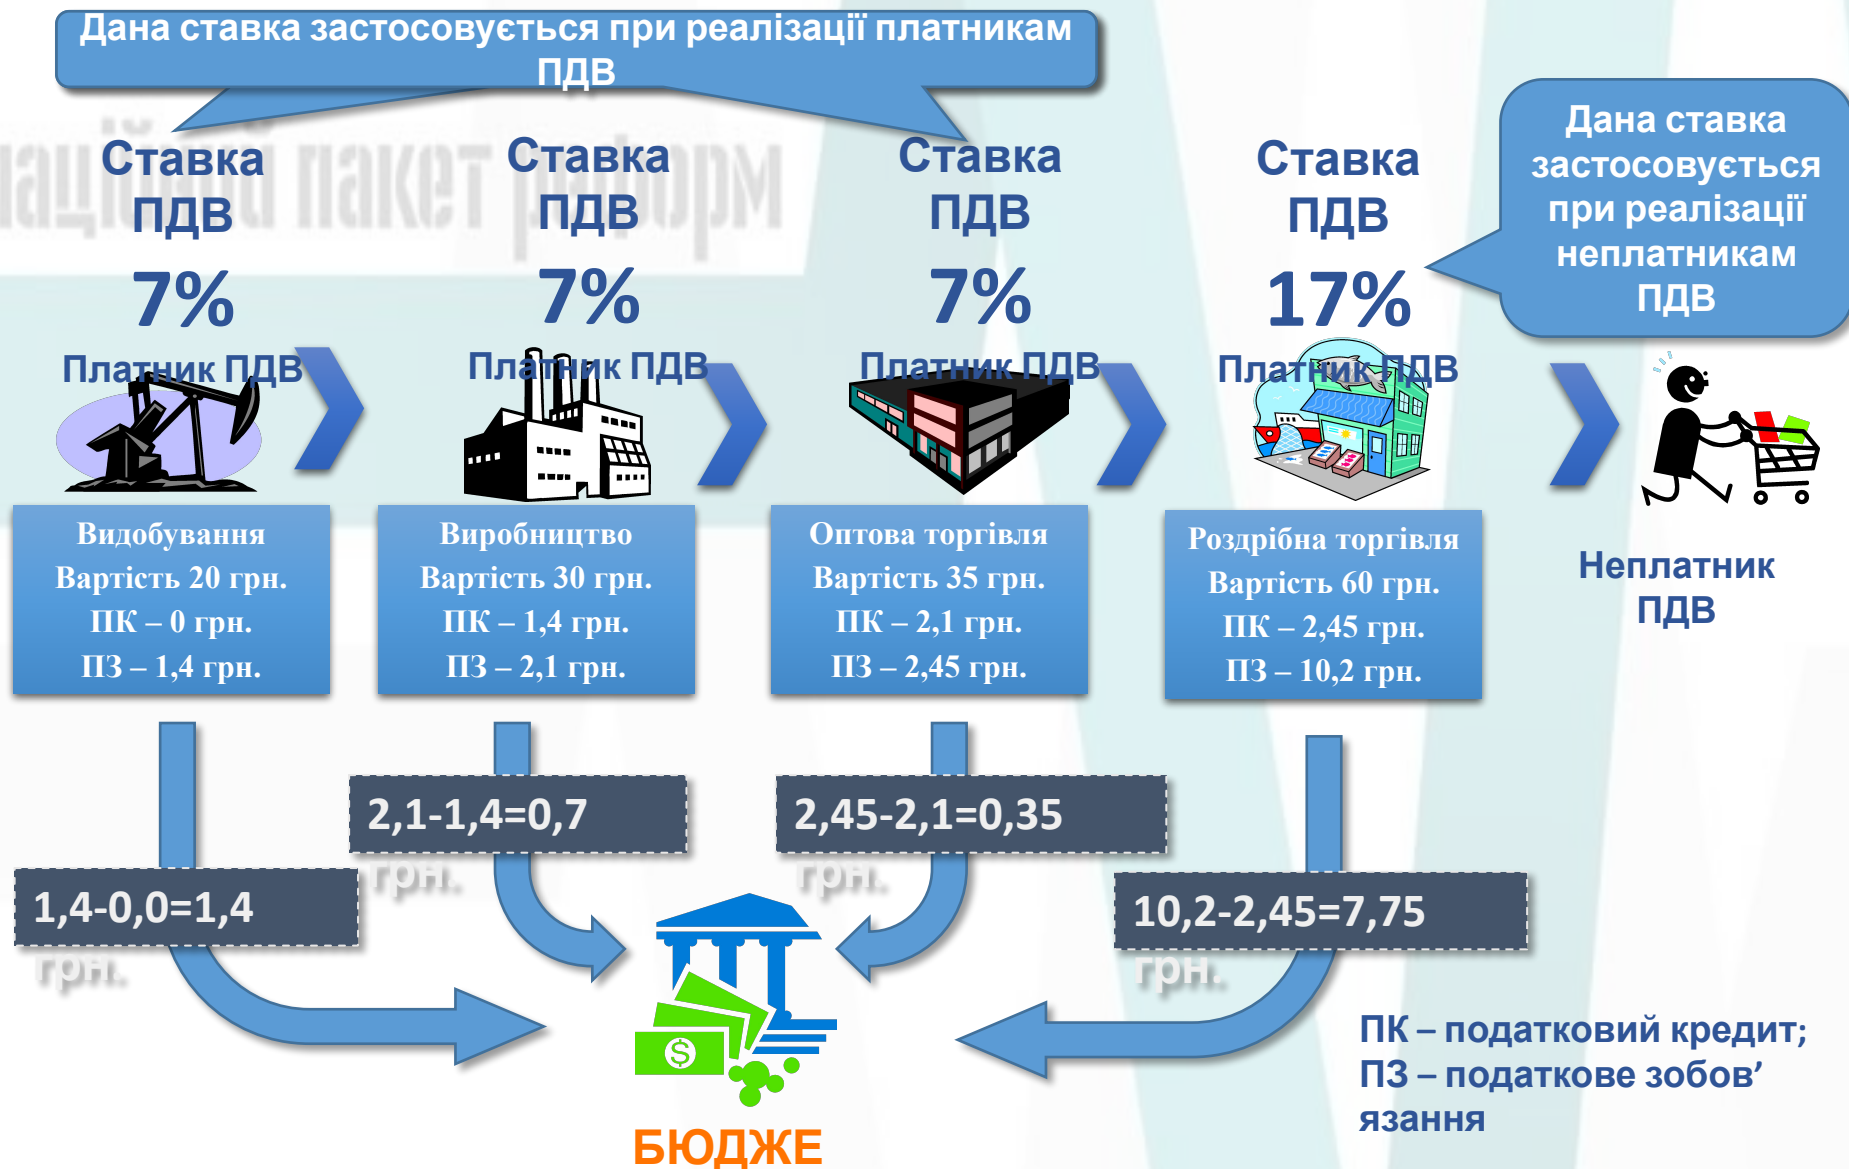 Дана ставка застосовується при реалізації платникам
ПДВ
Дана ставка
застосовується
при реалізації
неплатникам
ПДВ
пакет
Ставка
ПДВ
7%
Платник ПДВ
Ставка
ПДВ
7%
Платник ПДВ
Ставка
ПДВ
7%
Платник ПДВ
Ставка
ПДВ
17%
Платник ПДВ
Видобування
Вартість 20 грн.
ПК – 0 грн.
ПЗ – 1,4 грн.
Виробництво
Вартість 30 грн.
ПК – 1,4 грн.
ПЗ – 2,1 грн.
Оптова торгівля
Вартість 35 грн.
ПК – 2,1 грн.
ПЗ – 2,45 грн.
Роздрібна торгівля
Вартість 60 грн.
ПК – 2,45 грн.
ПЗ – 10,2 грн.
Неплатник
ПДВ
1,4-0,0=1,4
грн.
2,1-1,4=0,7
грн.
2,45-2,1=0,35
грн.
10,2-2,45=7,75
грн.
$
БЮДЖЕ
ПК – податковий кредит;
ПЗ – податкове зобов’
язання